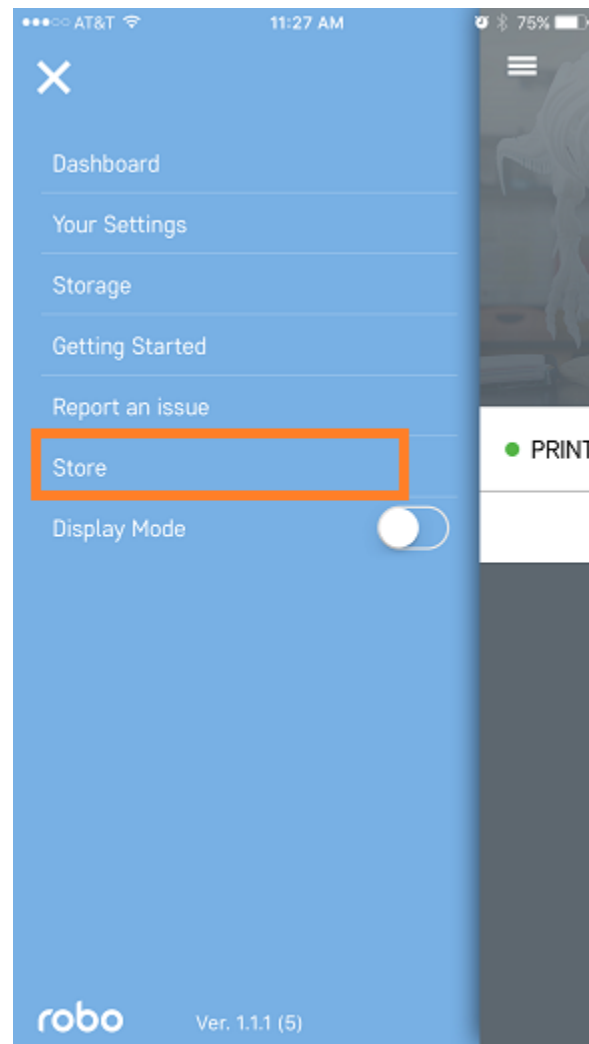 AT&T 11:27 AM 75%
Dashboard
Your Settings
Storage
Getting Started
Report an issue
Store
PRINT
Display Mode
robo Ver. 1.1.1 (5)